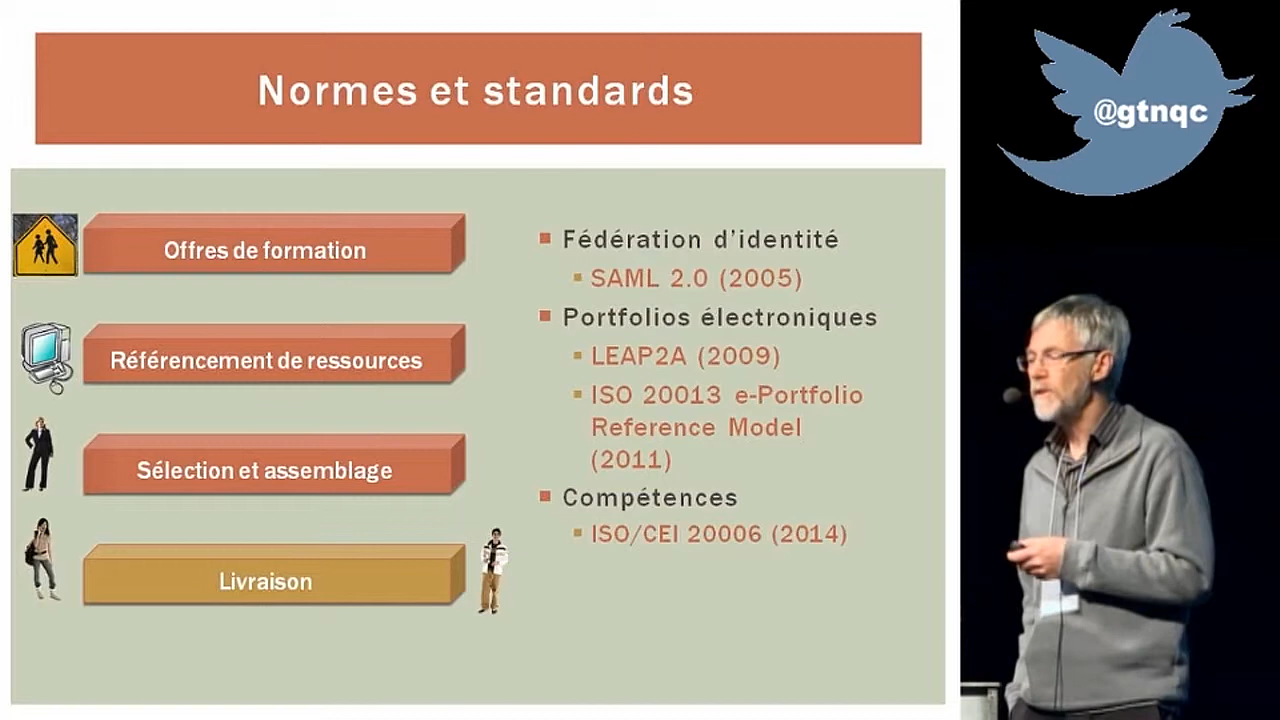 Normes et standards
@gtnqc
Offres de formation
Référencement de ressources
Sélection et assemblage
Livraison
Fédération d’identité
SAML 2.0 (2005)
Portfolios électroniques
LEAP2A (2009)
ISO 20013 e-Portfolio
Reference Model
(2011)
Compétences
ISO/CEI 20006 (2014)